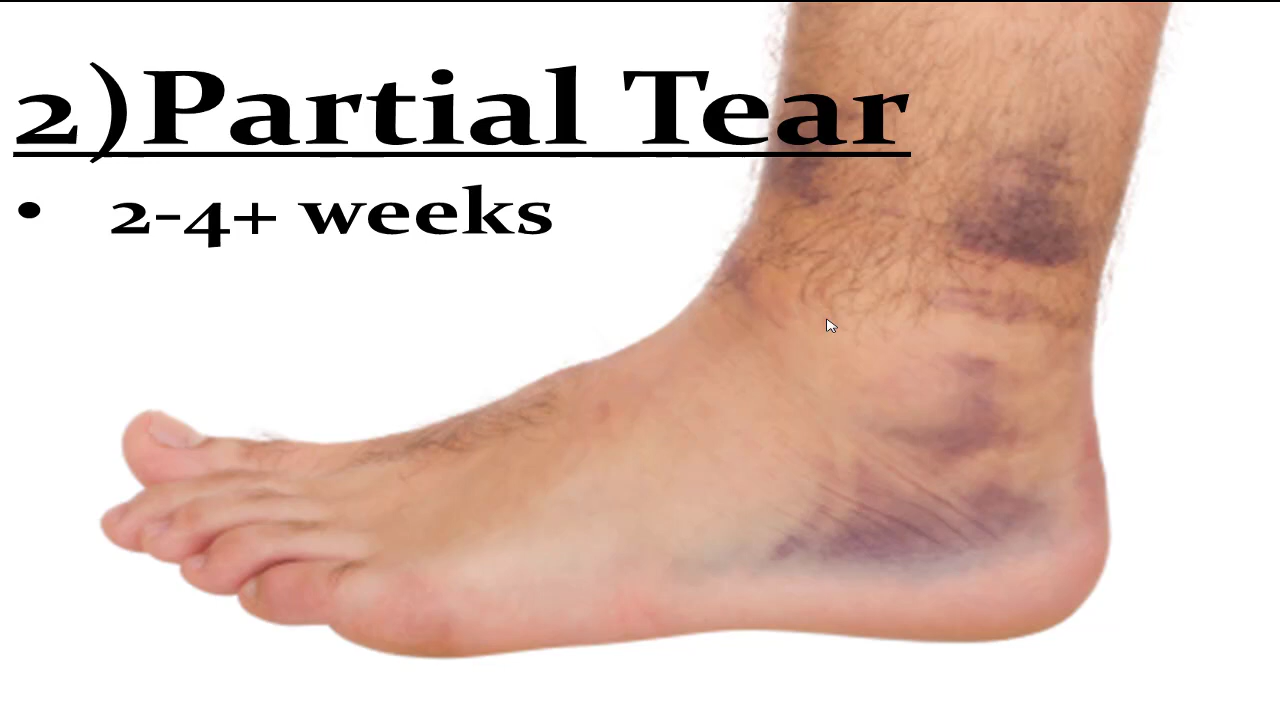 2)Partial Tear
• 2-4+ weeks